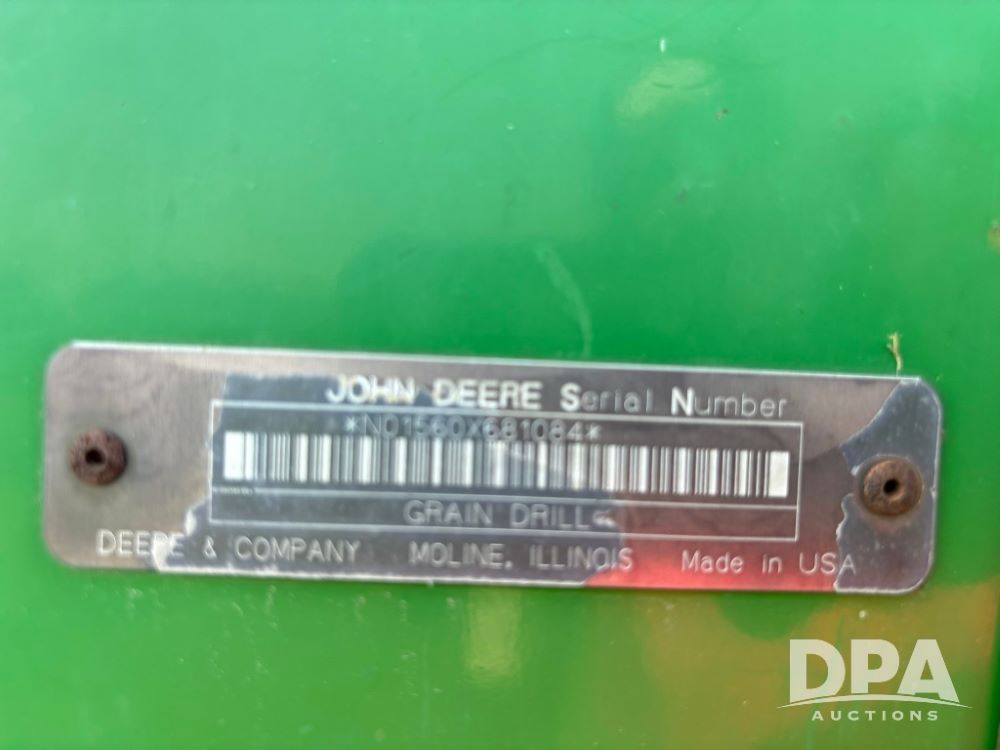 JOHN DEERE Serial Number
*N01560X681084*
GRAIN DRILL
DEERE & COMPANY MOLINE, ILLINOIS Made in USA
DPA
AUCTIONS